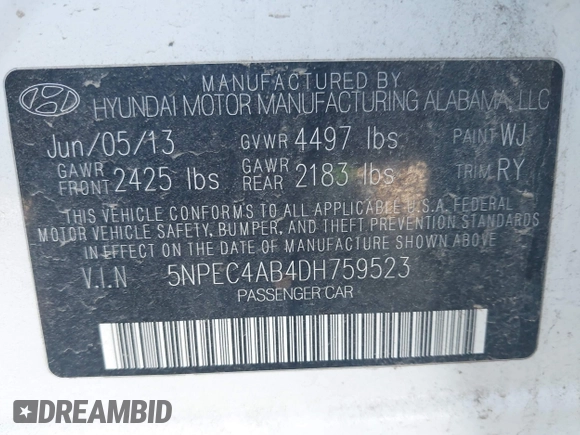 MANUFACTURED BY
HYUNDAI MOTOR MANUFACTURING ALABAMA, LLC
Jun/05/13 GVWR 4497 lbs PAINT WJ
GAWR FRONT 2425 lbs GAWR REAR 2183 lbs TRIM RY
THIS VEHICLE CONFORMS TO ALL APPLICABLE U.S.A. FEDERAL
MOTOR VEHICLE SAFETY, BUMPER, AND THEFT PREVENTION
STANDARDS IN EFFECT ON THE DATE OF MANUFACTURE SHOWN ABOVE.
V.I.N 5NPEC4AB4DH759523
PASSENGER CAR
DREAMBID